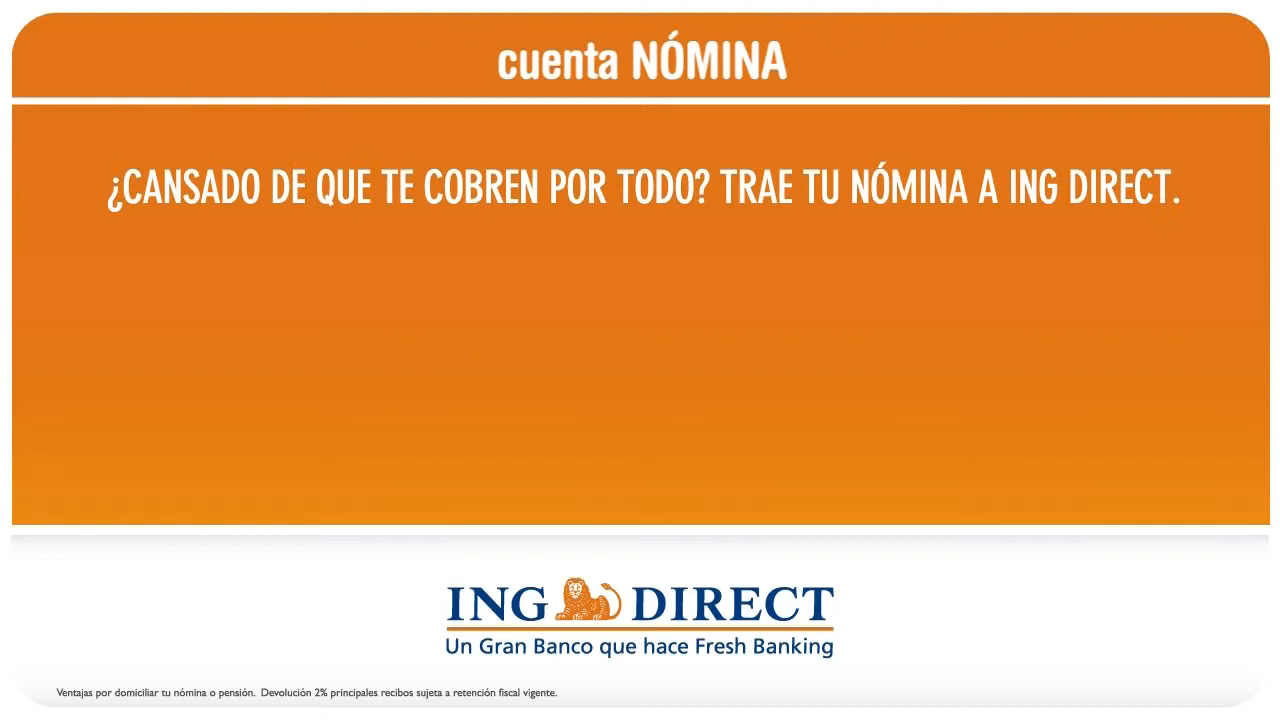 cuenta NÓMINA
¿CANSADO DE QUE TE COBREN POR TODO? TRAE TU NÓMINA A ING DIRECT.
ING DIRECT
Un Gran Banco que hace Fresh Banking
Ventajas por domiciliar tu nómina o pensión. Devolución 2% principales recibos sujeta a retención fiscal vigente.